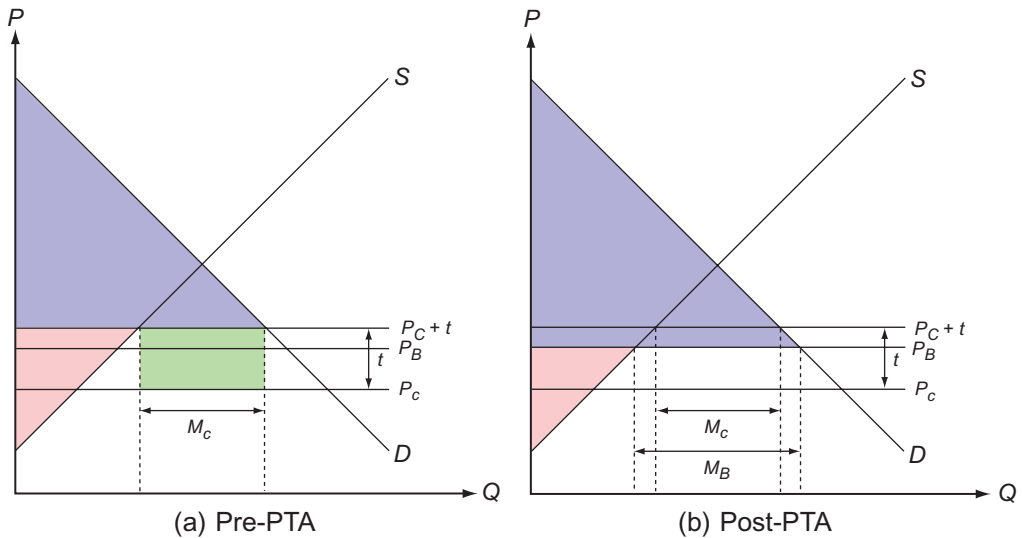 P
S
P_C + t
P_B
t
P_c
M_c
D
Q
(a) Pre-PTA
P
S
P_C + t
P_B
t
P_c
M_c
M_B
D
Q
(b) Post-PTA